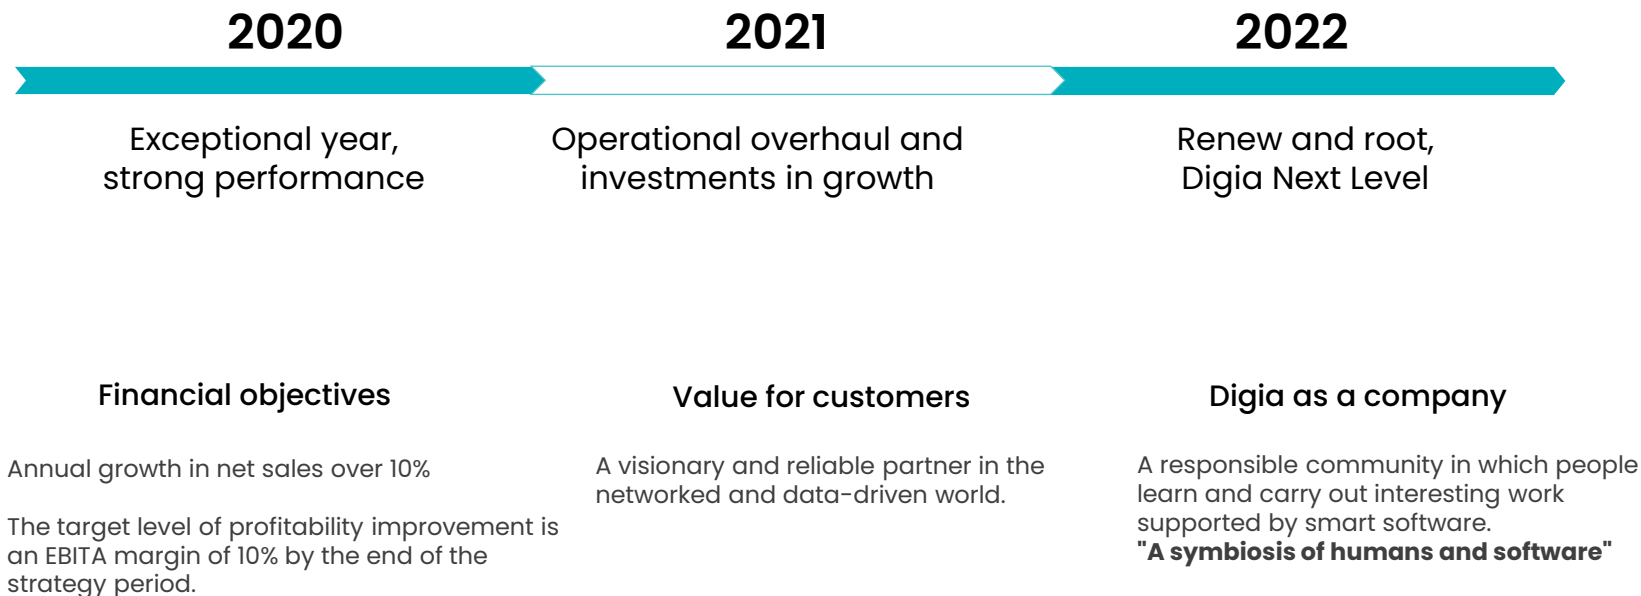 2020
2021
2022
Exceptional year,
strong performance
Operational overhaul and
investments in growth
Renew and root,
Digia Next Level
Financial objectives
Annual growth in net sales over 10%
The target level of profitability improvement is
an EBITA margin of 10% by the end of the
strategy period.
Value for customers
A visionary and reliable partner in the
networked and data-driven world.
Digia as a company
A responsible community in which people
learn and carry out interesting work
supported by smart software.
"A symbiosis of humans and software"